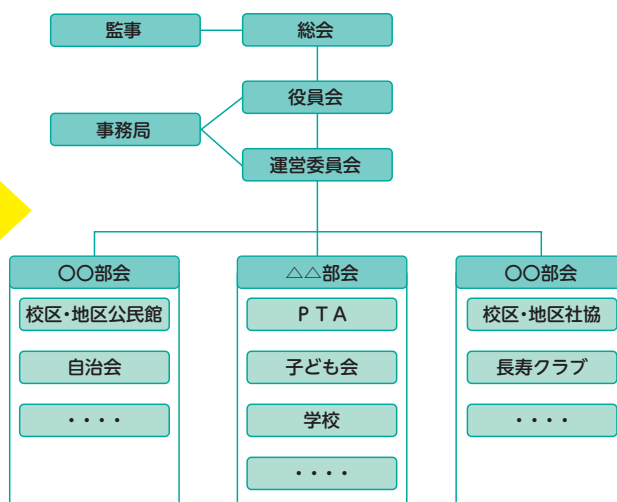 監事
総会
役員会
事務局
運営委員会
〇〇部会
△△部会
〇〇部会
校区・地区公民館
PTA
校区・地区社協
自治会
子ども会
長寿クラブ
・・・・
学校
・・・・
・・・・